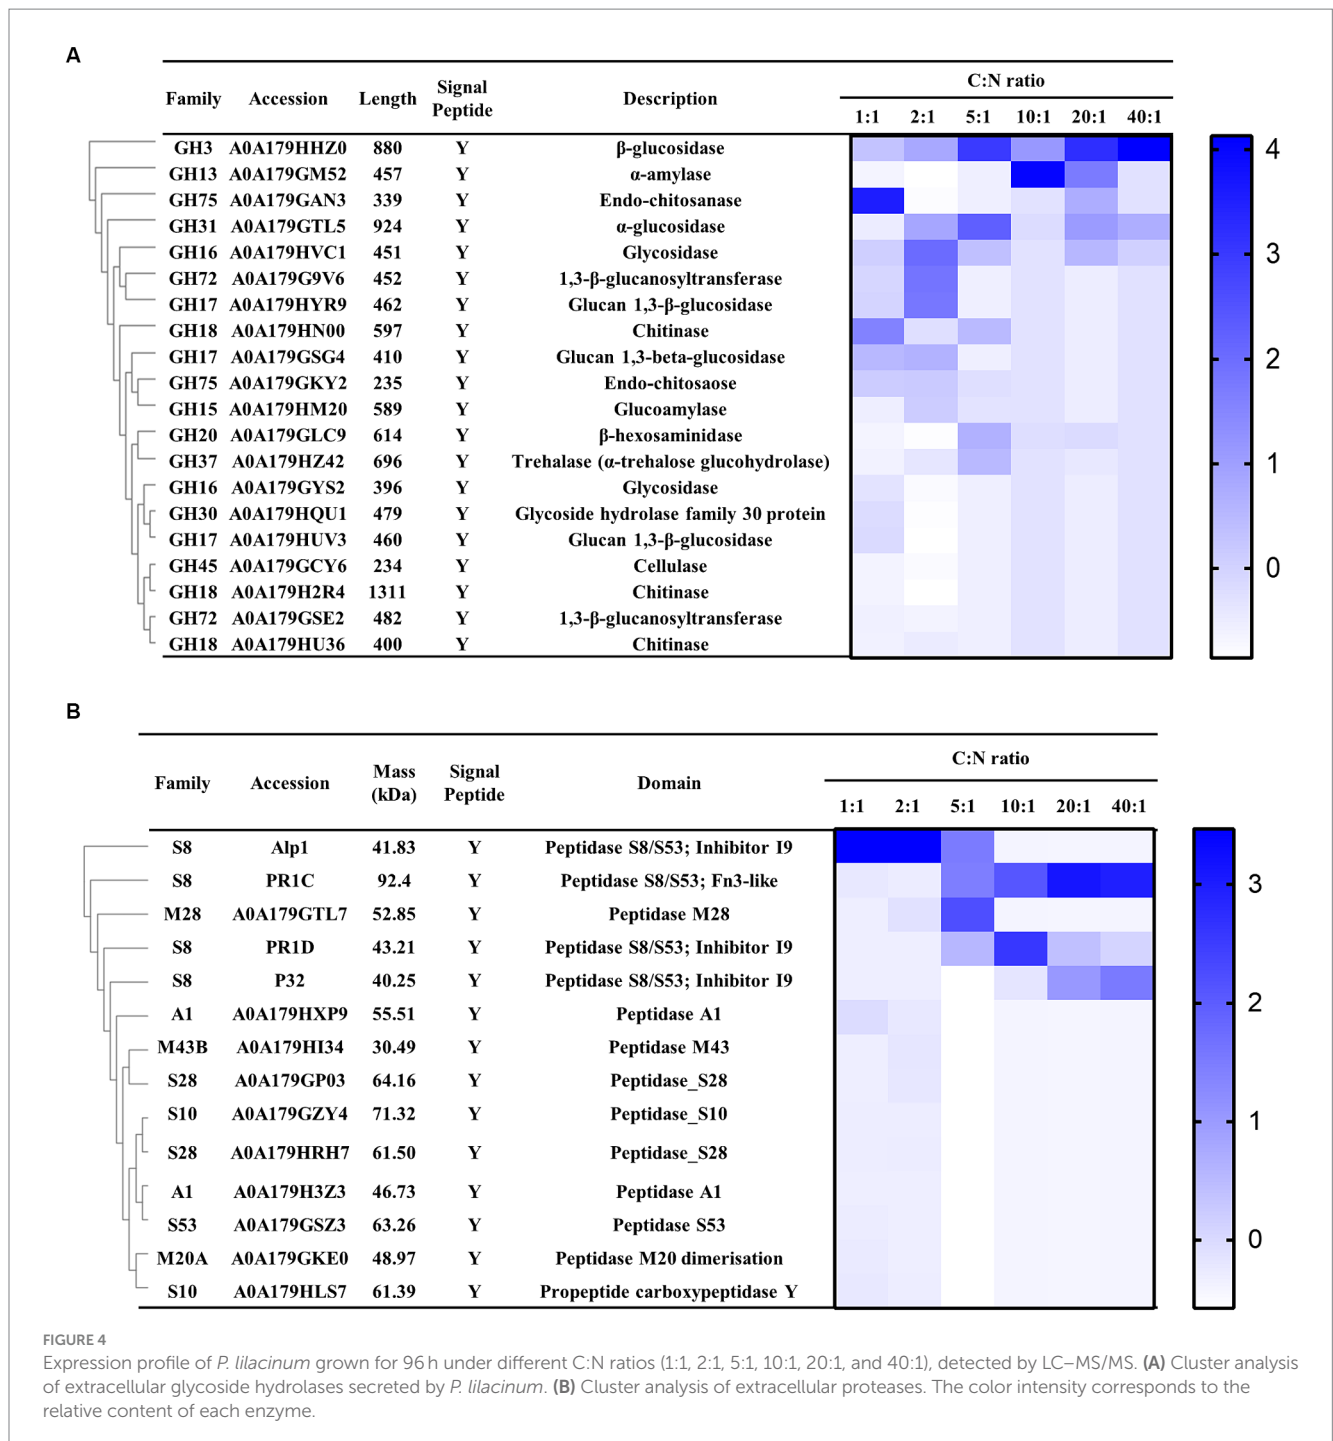 A
Family Accession Length Signal Peptide Description C:N ratio
1:1 2:1 5:1 10:1 20:1 40:1
GH3 A0A179HHZ0 880 Y β-glucosidase
GH13 A0A179GM52 457 Y α-amylase
GH75 A0A179GAN3 339 Y Endo-chitosanase
GH31 A0A179GTL5 924 Y α-glucosidase
GH16 A0A179HVC1 451 Y Glycosidase
GH72 A0A179G9V6 452 Y 1,3-β-glucanosyltransferase
GH17 A0A179HYR9 462 Y Glucan 1,3-β-glucosidase
GH18 A0A179HN00 597 Y Chitinase
GH17 A0A179GSG4 410 Y Glucan 1,3-beta-glucosidase
GH75 A0A179GKY2 235 Y Endo-chitosaose
GH15 A0A179HM20 589 Y Glucoamylase
GH20 A0A179GLC9 614 Y β-hexosaminidase
GH37 A0A179HZ42 696 Y Trehalase (α-trehalose glucohydrolase)
GH16 A0A179GYS2 396 Y Glycosidase
GH30 A0A179HQU1 479 Y Glycoside hydrolase family 30 protein
GH17 A0A179HUV3 460 Y Glucan 1,3-β-glucosidase
GH45 A0A179GCY6 234 Y Cellulase
GH18 A0A179H2R4 1311 Y Chitinase
GH72 A0A179GSE2 482 Y 1,3-β-glucanosyltransferase
GH18 A0A179HU36 400 Y Chitinase
4
3
2
1
0
B
Family Accession Mass (kDa) Signal Peptide Domain C:N ratio
1:1 2:1 5:1 10:1 20:1 40:1
S8 Alp1 41.83 Y Peptidase S8/S53; Inhibitor I9
S8 PR1C 92.4 Y Peptidase S8/S53; Fn3-like
M28 A0A179GTL7 52.85 Y Peptidase M28
S8 PR1D 43.21 Y Peptidase S8/S53; Inhibitor I9
S8 P32 40.25 Y Peptidase S8/S53; Inhibitor I9
A1 A0A179HXP9 55.51 Y Peptidase A1
M43B A0A179HI34 30.49 Y Peptidase M43
S28 A0A179GP03 64.16 Y Peptidase_S28
S10 A0A179GZY4 71.32 Y Peptidase_S10
S28 A0A179HRH7 61.50 Y Peptidase_S28
A1 A0A179H3Z3 46.73 Y Peptidase A1
S53 A0A179GSZ3 63.26 Y Peptidase S53
M20A A0A179GKE0 48.97 Y Peptidase M20 dimerisation
S10 A0A179HLS7 61.39 Y Propeptide carboxypeptidase Y
3
2
1
0
FIGURE 4
Expression profile of P. lilacinum grown for 96 h under different C:N ratios (1:1, 2:1, 5:1, 10:1, 20:1, and 40:1), detected by LC–MS/MS. (A) Cluster analysis
of extracellular glycoside hydrolases secreted by P. lilacinum. (B) Cluster analysis of extracellular proteases. The color intensity corresponds to the
relative content of each enzyme.